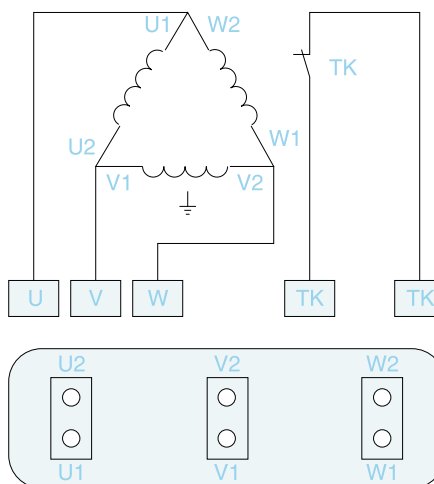 U1 W2
TK
U2 W1
V1 V2
U V W TK TK
U2 V2 W2
U1 V1 W1